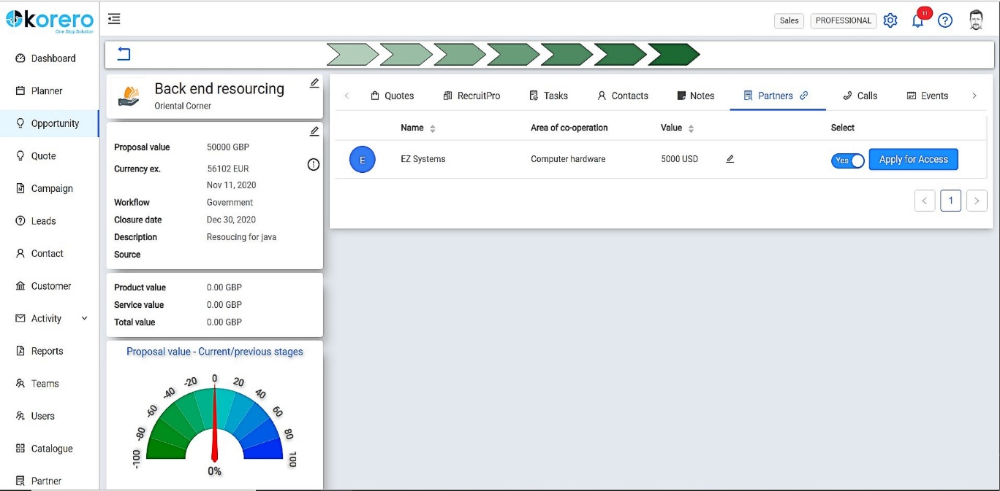 korero
One Stop Solution
Sales PROFESSIONAL 11
Dashboard
Planner
Opportunity
Quote
Campaign
Leads
Contact
Customer
Activity
Reports
Teams
Users
Catalogue
Partner
Back end resourcing
Oriental Corner
Proposal value 50000 GBP
Currency ex. 56102 EUR
Nov 11, 2020
Workflow Government
Closure date Dec 30, 2020
Description Resoucing for java
Source
Product value 0.00 GBP
Service value 0.00 GBP
Total value 0.00 GBP
Proposal value - Current/previous stages
-100 -80 -60 -40 -20 0 20 40 60 80 100
0%
Quotes RecruitPro Tasks Contacts Notes Partners Calls Events
Name Area of co-operation Value Select
E EZ Systems Computer hardware 5000 USD Yes Apply for Access
< 1 >